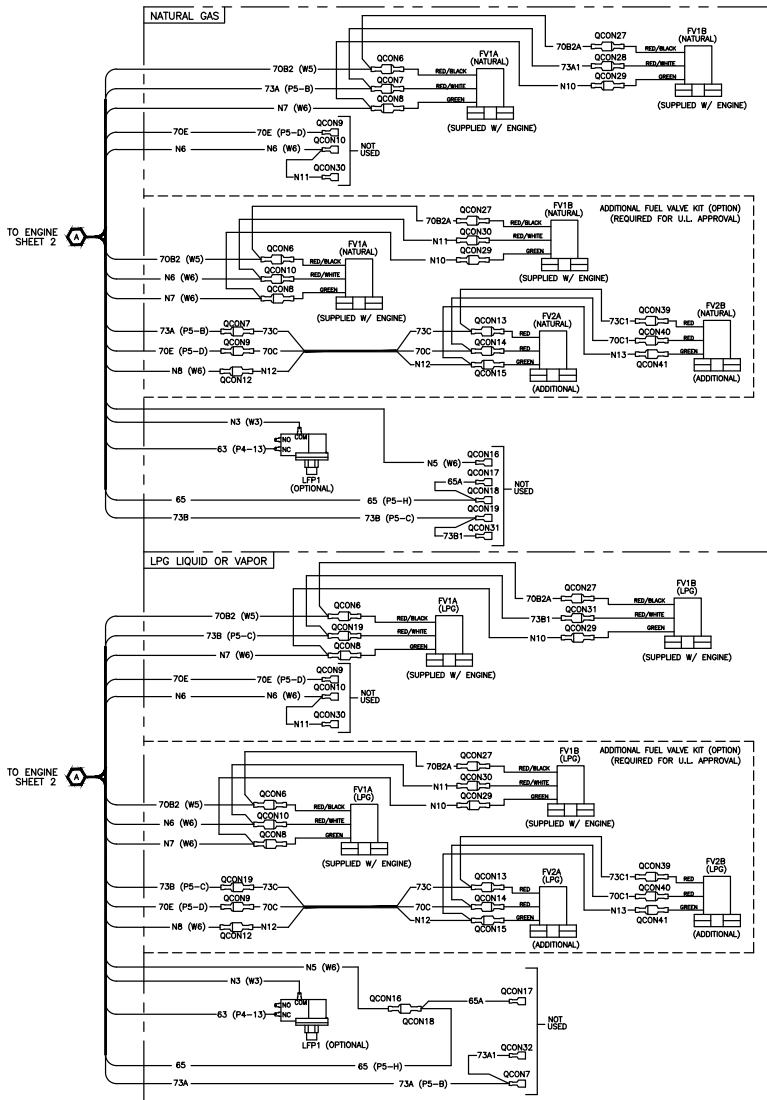 NATURAL GAS
70B2 (W5)
QCON6
RED/BLACK
FV1A
(NATURAL)
73A (P5-B)
QCON7
RED/WHITE
N7 (W6)
QCON8
GREEN
(SUPPLIED W/ ENGINE)
70B2A
QCON27
RED/BLACK
FV1B
(NATURAL)
73A1
QCON28
RED/WHITE
N10
QCON29
GREEN
(SUPPLIED W/ ENGINE)
70E
70E (P5-D)
QCON9
N6
N6 (W6)
QCON10
N11
QCON30
NOT
USED
TO ENGINE
SHEET 2
A
ADDITIONAL FUEL VALVE KIT (OPTION)
(REQUIRED FOR U.L. APPROVAL)
70B2A
QCON27
RED/BLACK
FV1B
(NATURAL)
N11
QCON30
RED/WHITE
N10
QCON29
GREEN
(SUPPLIED W/ ENGINE)
70B2 (W5)
QCON6
RED/BLACK
FV1A
(NATURAL)
N6 (W6)
QCON10
RED/WHITE
N7 (W6)
QCON8
GREEN
(SUPPLIED W/ ENGINE)
73A (P5-B)
QCON7
73C
73C
QCON13
RED
FV2A
(NATURAL)
70E (P5-D)
QCON9
70C
70C
QCON14
RED
N8 (W6)
QCON12
N12
N12
QCON15
GREEN
(ADDITIONAL)
73C1
QCON39
RED
FV2B
(NATURAL)
70C1
QCON40
RED
N13
QCON41
GREEN
(ADDITIONAL)
N3 (W3)
63 (P4-13)
NO
COM
NC
LFP1
(OPTIONAL)
N5 (W6)
QCON16
65A
QCON17
65
65 (P5-H)
QCON18
73B
73B (P5-C)
QCON19
73B1
QCON31
NOT
USED
LPG LIQUID OR VAPOR
70B2 (W5)
QCON6
RED/BLACK
FV1A
(LPG)
73B (P5-C)
QCON19
RED/WHITE
N7 (W6)
QCON8
GREEN
(SUPPLIED W/ ENGINE)
70B2A
QCON27
RED/BLACK
FV1B
(LPG)
73B1
QCON31
RED/WHITE
N10
QCON29
GREEN
(SUPPLIED W/ ENGINE)
70E
70E (P5-D)
QCON9
N6
N6 (W6)
QCON10
N11
QCON30
NOT
USED
TO ENGINE
SHEET 2
A
ADDITIONAL FUEL VALVE KIT (OPTION)
(REQUIRED FOR U.L. APPROVAL)
70B2A
QCON27
RED/BLACK
FV1B
(LPG)
N11
QCON30
RED/WHITE
N10
QCON29
GREEN
(SUPPLIED W/ ENGINE)
70B2 (W5)
QCON6
RED/BLACK
FV1A
(LPG)
N6 (W6)
QCON10
RED/WHITE
N7 (W6)
QCON8
GREEN
(SUPPLIED W/ ENGINE)
73B (P5-C)
QCON19
73C
73C
QCON13
RED
FV2A
(LPG)
70E (P5-D)
QCON9
70C
70C
QCON14
RED
N8 (W6)
QCON12
N12
N12
QCON15
GREEN
(ADDITIONAL)
73C1
QCON39
RED
FV2B
(LPG)
70C1
QCON40
RED
N13
QCON41
GREEN
(ADDITIONAL)
N5 (W6)
N3 (W3)
63 (P4-13)
NO
COM
NC
LFP1 (OPTIONAL)
QCON16
QCON18
65A
QCON17
65
65 (P5-H)
73A1
QCON32
73A
73A (P5-B)
QCON7
NOT
USED